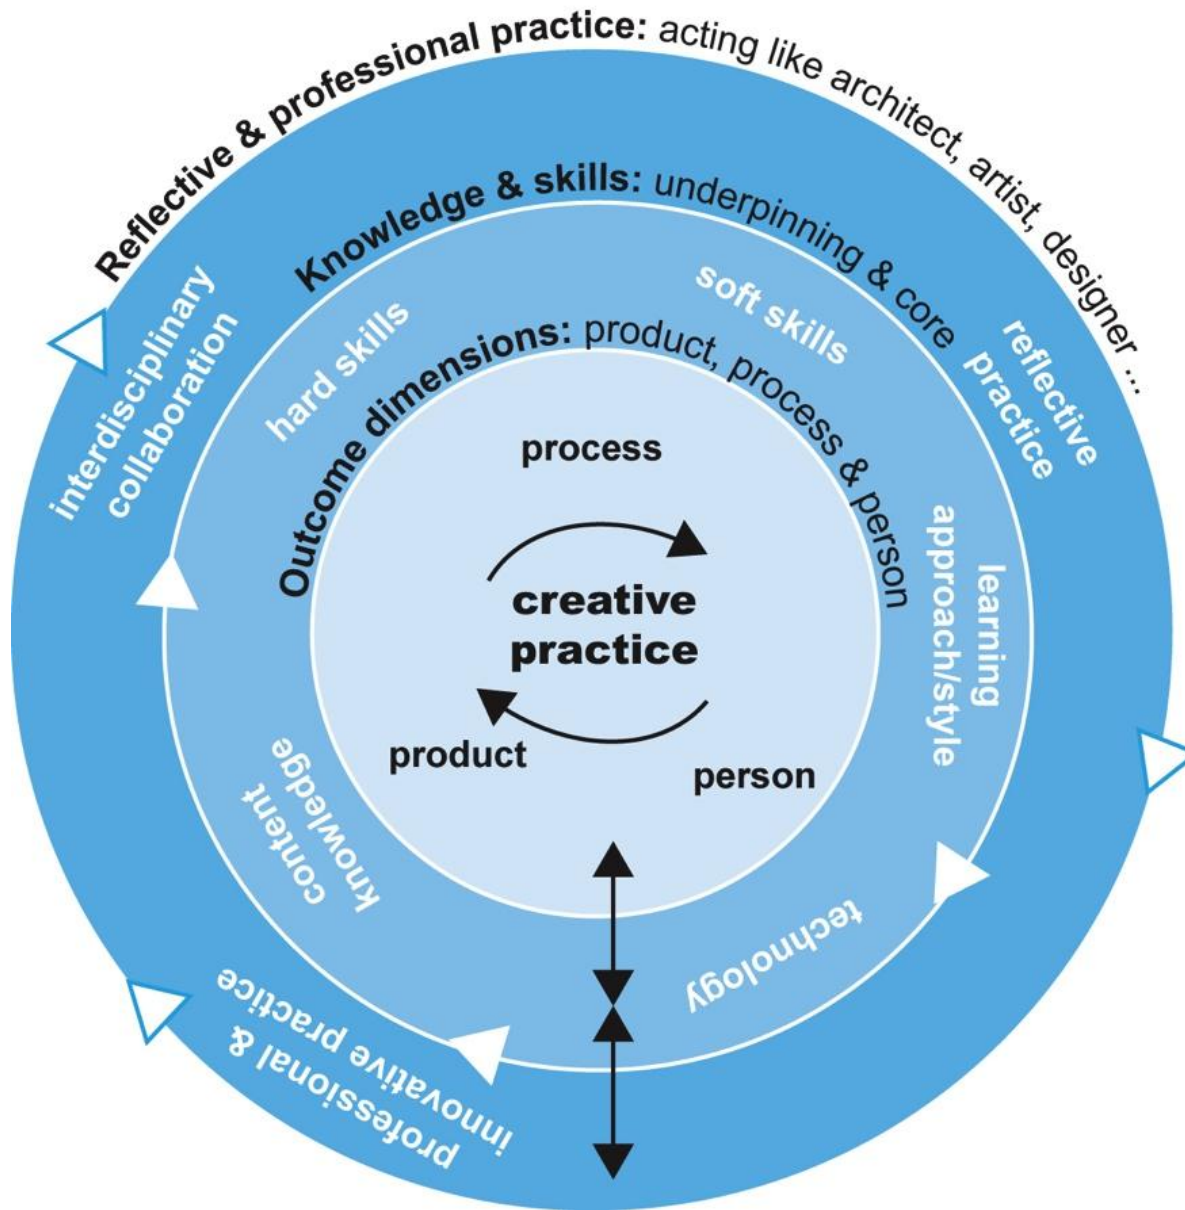 Reflective & professional practice: acting like architect, artist, designer ...
interdisciplinary
collaboration
reflective
practice
professional &
innovative practice
Knowledge & skills: underpinning & core
hard skills
soft skills
learning
approach/style
technology
content
knowledge
Outcome dimensions: product, process & person
process
creative
practice
product
person